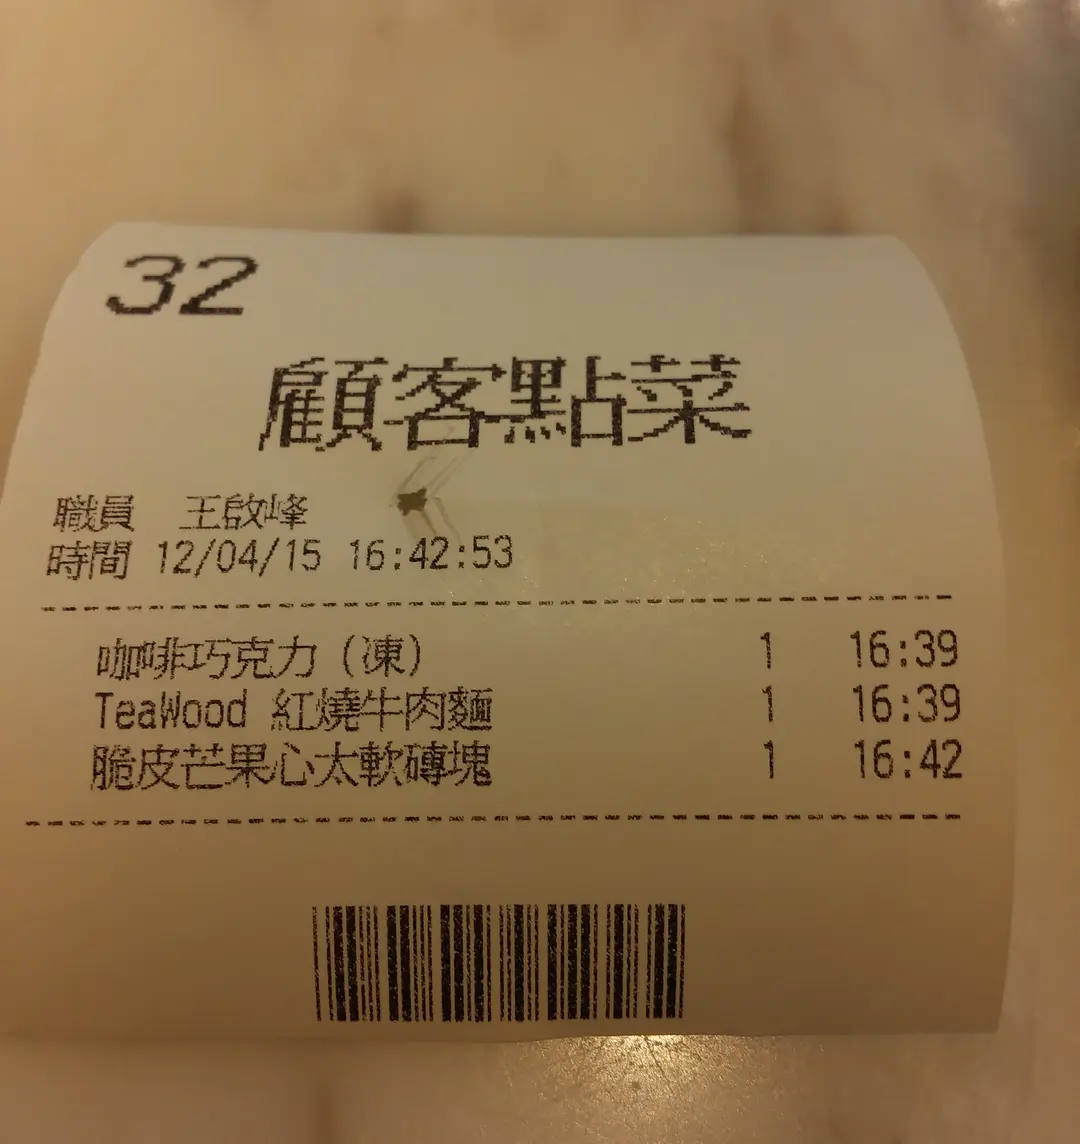 32
顧客點菜
職員 王啟峰
時間 12/04/15 16:42:53
咖啡巧克力 (凍) 1 16:39
TeaWood 紅燒牛肉麵 1 16:39
脆皮芒果心太軟磚塊 1 16:42